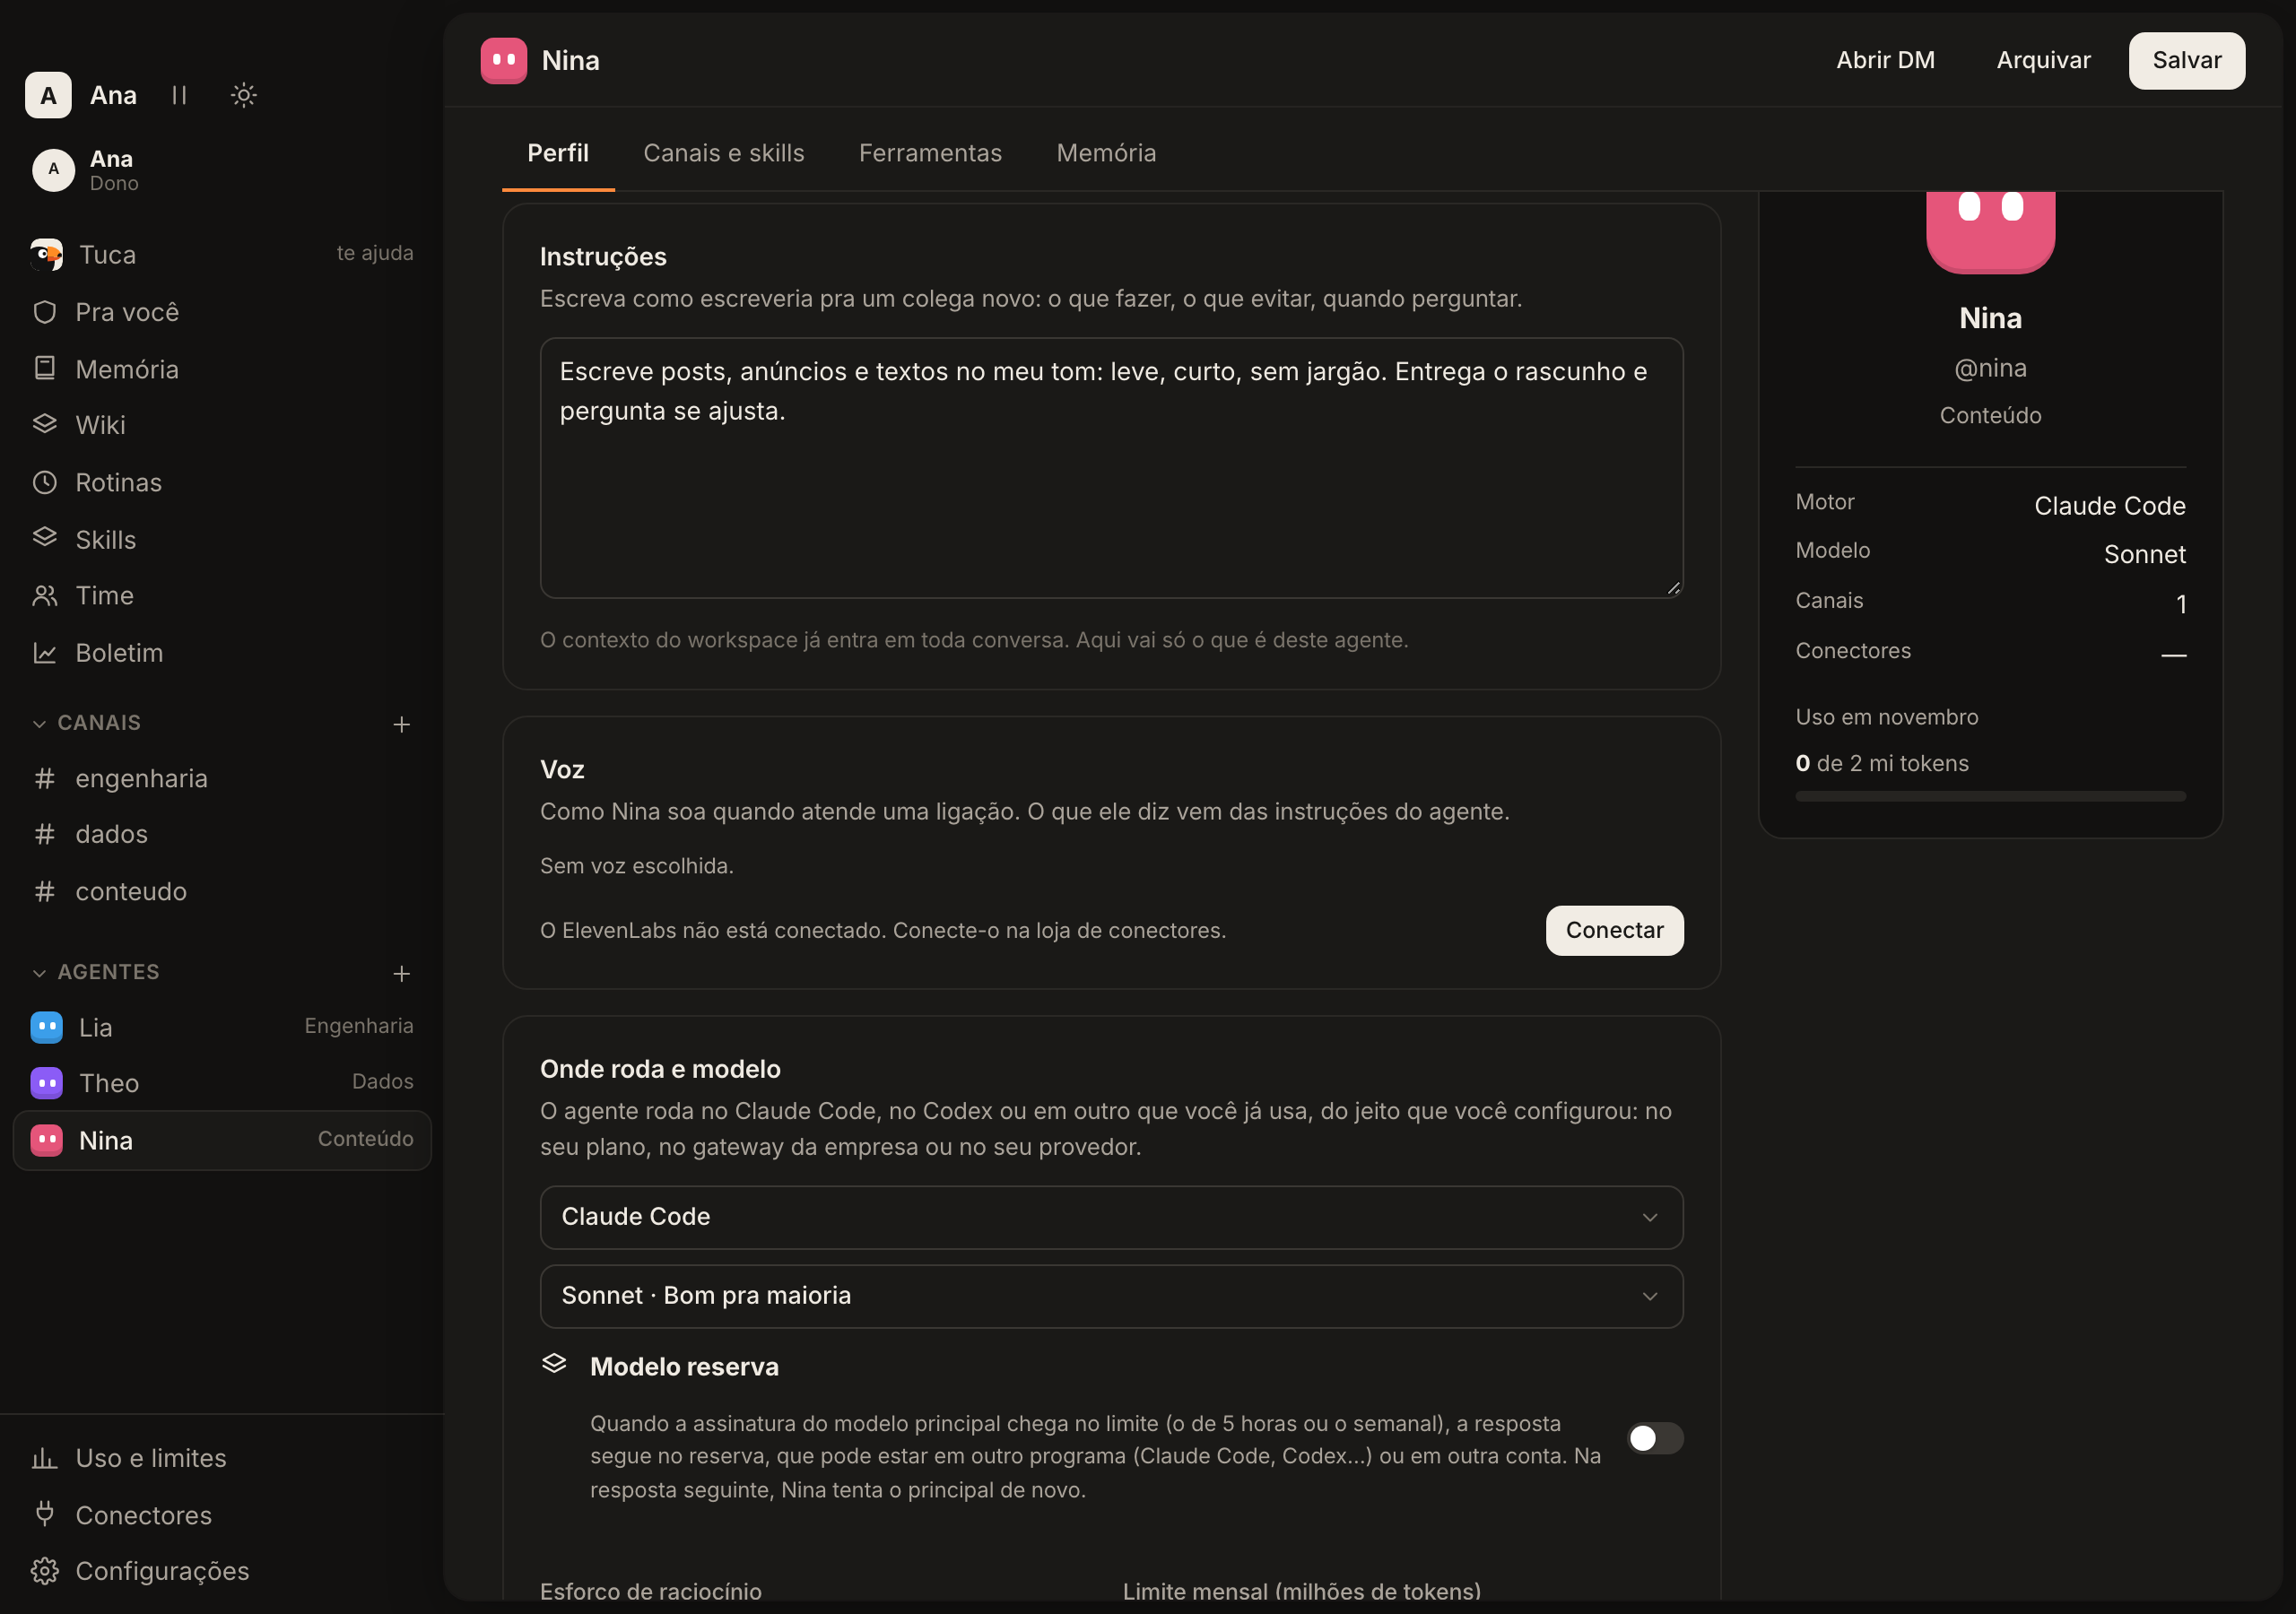 A Ana
A Ana
Dono
Tuca te ajuda
Pra você
Memória
Wiki
Rotinas
Skills
Time
Boletim
CANAIS
# engenharia
# dados
# conteudo
AGENTES
Lia Engenharia
Theo Dados
Nina Conteúdo
Uso e limites
Conectores
Configurações
Nina
Abrir DM Arquivar Salvar
Perfil Canais e skills Ferramentas Memória
Instruções
Escreva como escreveria pra um colega novo: o que fazer, o que evitar, quando perguntar.
Escreve posts, anúncios e textos no meu tom: leve, curto, sem jargão. Entrega o rascunho e
pergunta se ajusta.
O contexto do workspace já entra em toda conversa. Aqui vai só o que é deste agente.
Voz
Como Nina soa quando atende uma ligação. O que ele diz vem das instruções do agente.
Sem voz escolhida.
O ElevenLabs não está conectado. Conecte-o na loja de conectores. Conectar
Onde roda e modelo
O agente roda no Claude Code, no Codex ou em outro que você já usa, do jeito que você configurou: no
seu plano, no gateway da empresa ou no seu provedor.
Claude Code
Sonnet · Bom pra maioria
Modelo reserva
Quando a assinatura do modelo principal chega no limite (o de 5 horas ou o semanal), a resposta
segue no reserva, que pode estar em outro programa (Claude Code, Codex...) ou em outra conta. Na
resposta seguinte, Nina tenta o principal de novo.
Esforço de raciocínio Limite mensal (milhões de tokens)
Nina
@nina
Conteúdo
Motor Claude Code
Modelo Sonnet
Canais 1
Conectores —
Uso em novembro
0 de 2 mi tokens